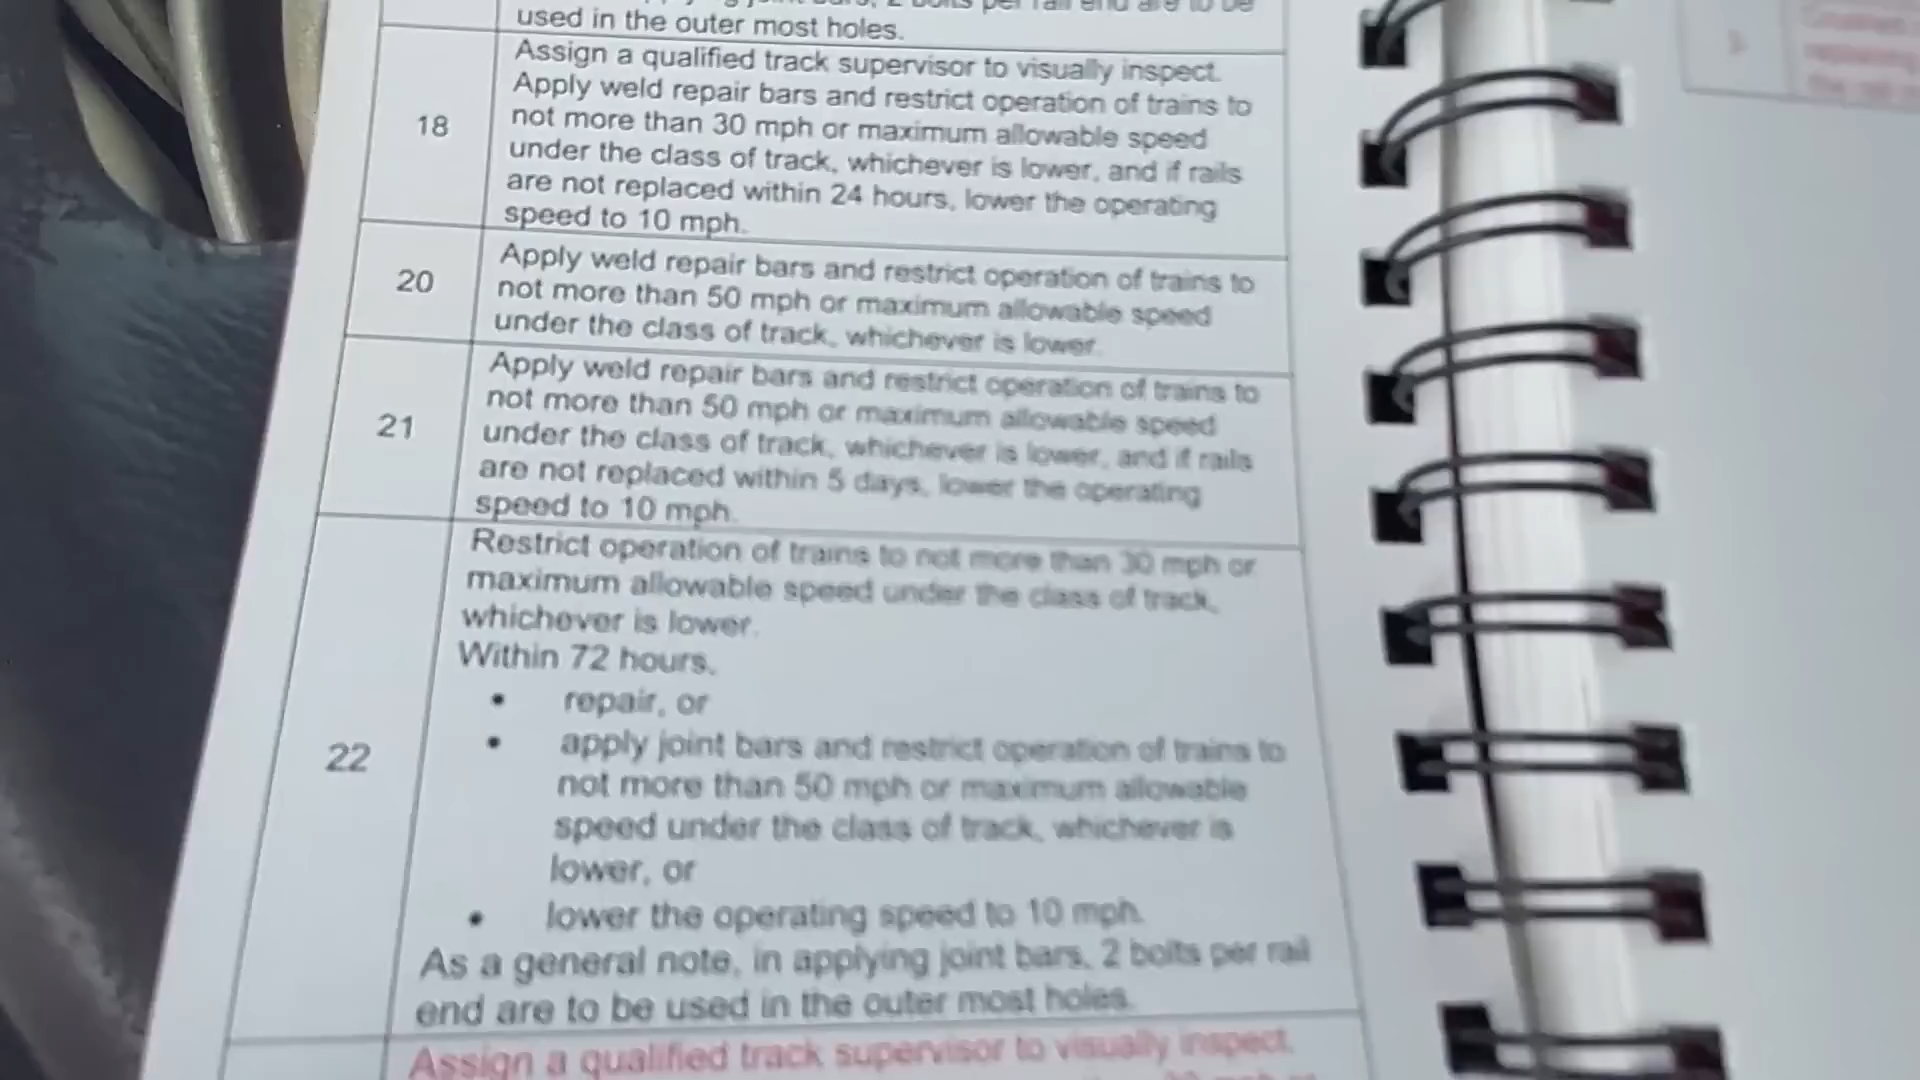 used in the outer most holes.
18
Assign a qualified track supervisor to visually inspect.
Apply weld repair bars and restrict operation of trains to
not more than 30 mph or maximum allowable speed
under the class of track, whichever is lower, and if rails
are not replaced within 24 hours, lower the operating
speed to 10 mph.
20
Apply weld repair bars and restrict operation of trains to
not more than 50 mph or maximum allowable speed
under the class of track, whichever is lower.
21
Apply weld repair bars and restrict operation of trains to
not more than 50 mph or maximum allowable speed
under the class of track, whichever is lower, and if rails
are not replaced within 5 days, lower the operating
speed to 10 mph.
22
Restrict operation of trains to not more than 30 mph or
maximum allowable speed under the class of track,
whichever is lower.
Within 72 hours,
• repair, or
• apply joint bars and restrict operation of trains to
not more than 50 mph or maximum allowable
speed under the class of track, whichever is
lower, or
• lower the operating speed to 10 mph.
As a general note, in applying joint bars, 2 bolts per rail
end are to be used in the outer most holes.
Assign a qualified track supervisor to visually inspect.